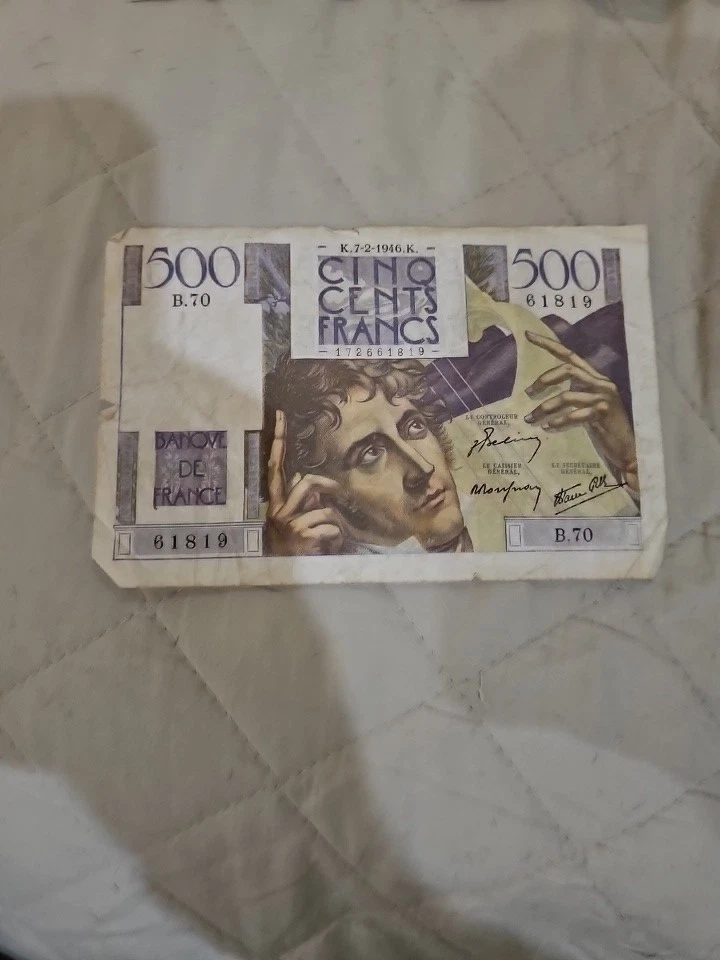 500
B.70
- K.7-2-1946.K. -
CINQ
CENTS
FRANCS
- 172661819 -
500
61819
BANQUE
DE
FRANCE
61819
LE CONTROLEUR
GÉNÉRAL,
LE CAISSIER
GÉNÉRAL,
LE SECRÉTAIRE
GÉNÉRAL,
B.70